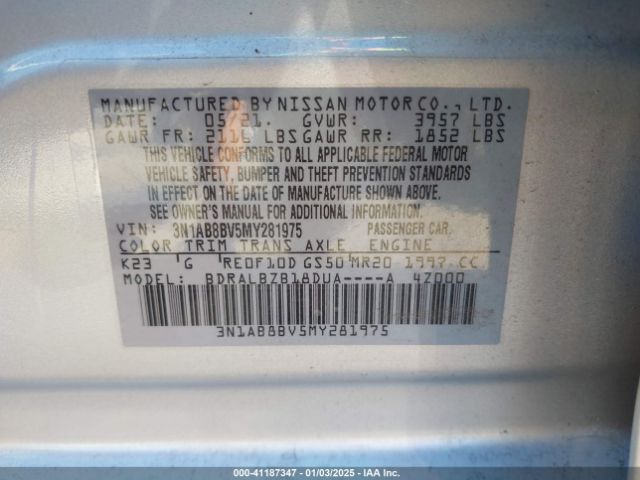 MANUFACTURED BY NISSAN MOTOR CO., LTD.
DATE: 05/21. GVWR: 3957 LBS
GAWR FR: 2116 LBS GAWR RR: 1852 LBS
THIS VEHICLE CONFORMS TO ALL APPLICABLE FEDERAL MOTOR
VEHICLE SAFETY, BUMPER AND THEFT PREVENTION STANDARDS
IN EFFECT ON THE DATE OF MANUFACTURE SHOWN ABOVE.
SEE OWNER'S MANUAL FOR ADDITIONAL INFORMATION.
VIN: 3N1AB8BV5MY281975 PASSENGER CAR.
COLOR TRIM TRANS AXLE ENGINE
K23 G RE0F10D GS50 MR20 1997.CC
MODEL: BDRALBZB18DUA----A 4Z000
3N1AB8BV5MY281975
000-41187347 - 01/03/2025 - IAA Inc.